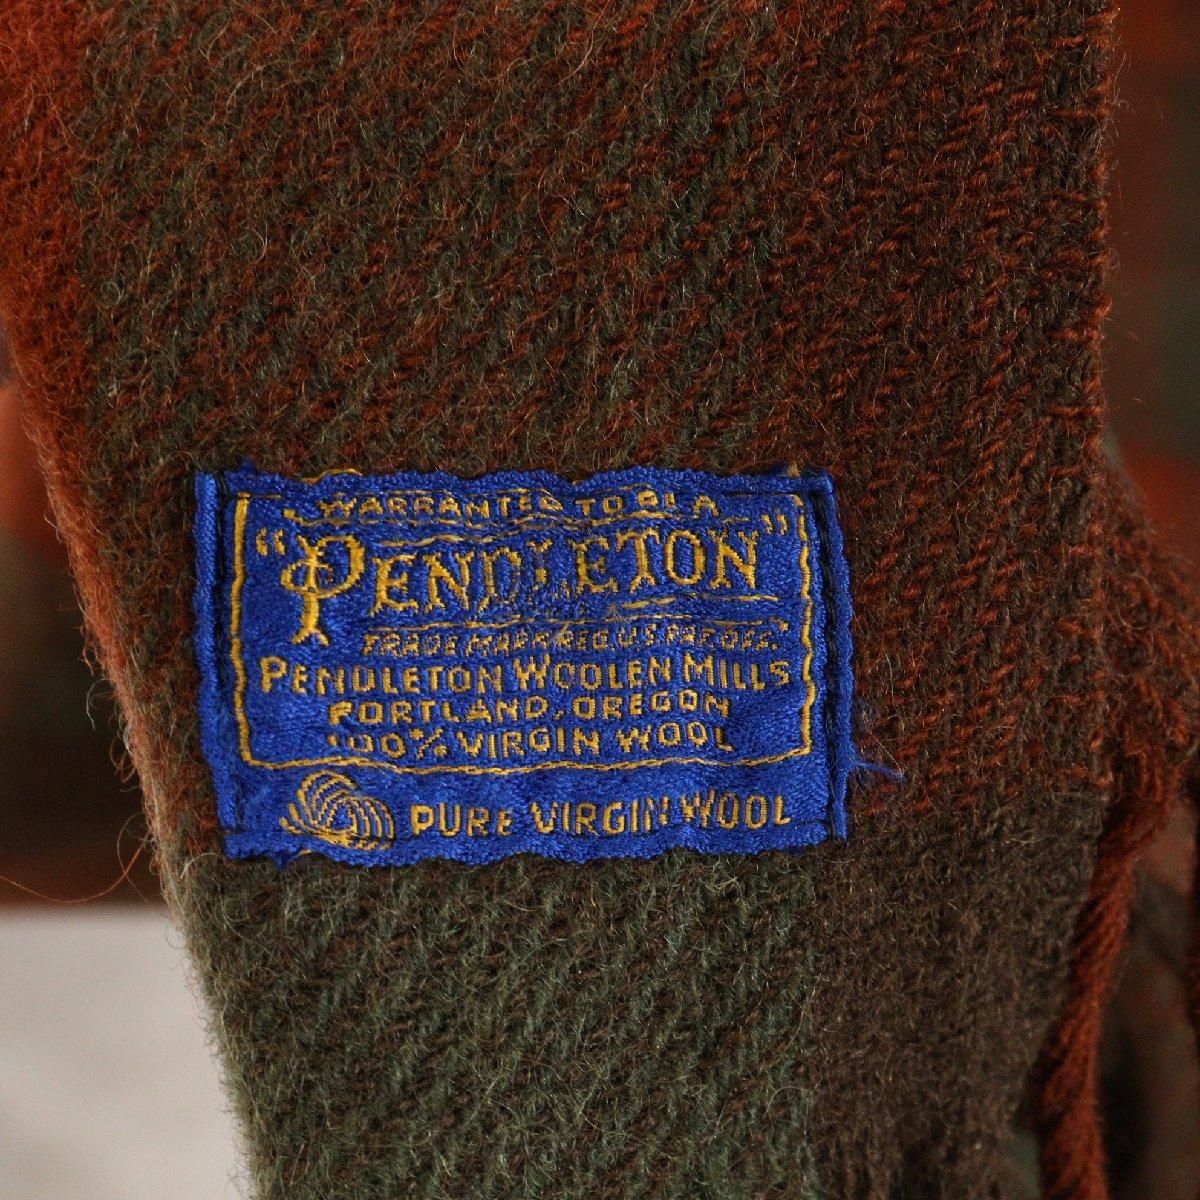 WARRANTED TO BE A
"PENDLETON"
TRADE MARK REG. U.S. PAT. OFF.
PENDLETON WOOLEN MILLS
PORTLAND, OREGON
100% VIRGIN WOOL
PURE VIRGIN WOOL